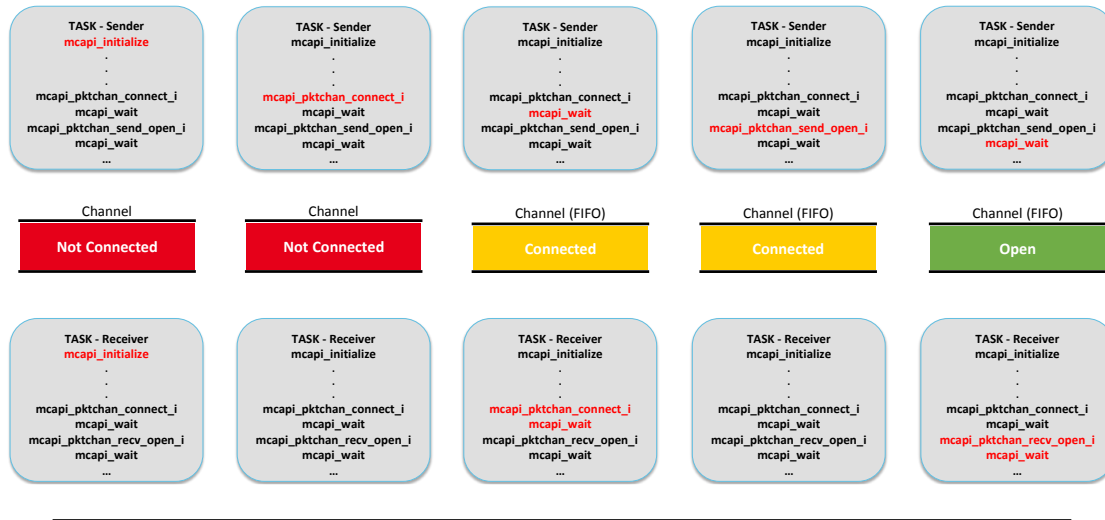 TASK - Sender
mcapi_initialize
.
.
.
mcapi_pktchan_connect_i
mcapi_wait
mcapi_pktchan_send_open_i
mcapi_wait
...
TASK - Sender
mcapi_initialize
.
.
.
mcapi_pktchan_connect_i
mcapi_wait
mcapi_pktchan_send_open_i
mcapi_wait
...
TASK - Sender
mcapi_initialize
.
.
.
mcapi_pktchan_connect_i
mcapi_wait
mcapi_pktchan_send_open_i
mcapi_wait
...
TASK - Sender
mcapi_initialize
.
.
.
mcapi_pktchan_connect_i
mcapi_wait
mcapi_pktchan_send_open_i
mcapi_wait
...
TASK - Sender
mcapi_initialize
.
.
.
mcapi_pktchan_connect_i
mcapi_wait
mcapi_pktchan_send_open_i
mcapi_wait
...
Channel
Not Connected
Channel
Not Connected
Channel (FIFO)
Connected
Channel (FIFO)
Connected
Channel (FIFO)
Open
TASK - Receiver
mcapi_initialize
.
.
.
mcapi_pktchan_connect_i
mcapi_wait
mcapi_pktchan_recv_open_i
mcapi_wait
...
TASK - Receiver
mcapi_initialize
.
.
.
mcapi_pktchan_connect_i
mcapi_wait
mcapi_pktchan_recv_open_i
mcapi_wait
...
TASK - Receiver
mcapi_initialize
.
.
.
mcapi_pktchan_connect_i
mcapi_wait
mcapi_pktchan_recv_open_i
mcapi_wait
...
TASK - Receiver
mcapi_initialize
.
.
.
mcapi_pktchan_connect_i
mcapi_wait
mcapi_pktchan_recv_open_i
mcapi_wait
...
TASK - Receiver
mcapi_initialize
.
.
.
mcapi_pktchan_connect_i
mcapi_wait
mcapi_pktchan_recv_open_i
mcapi_wait
...